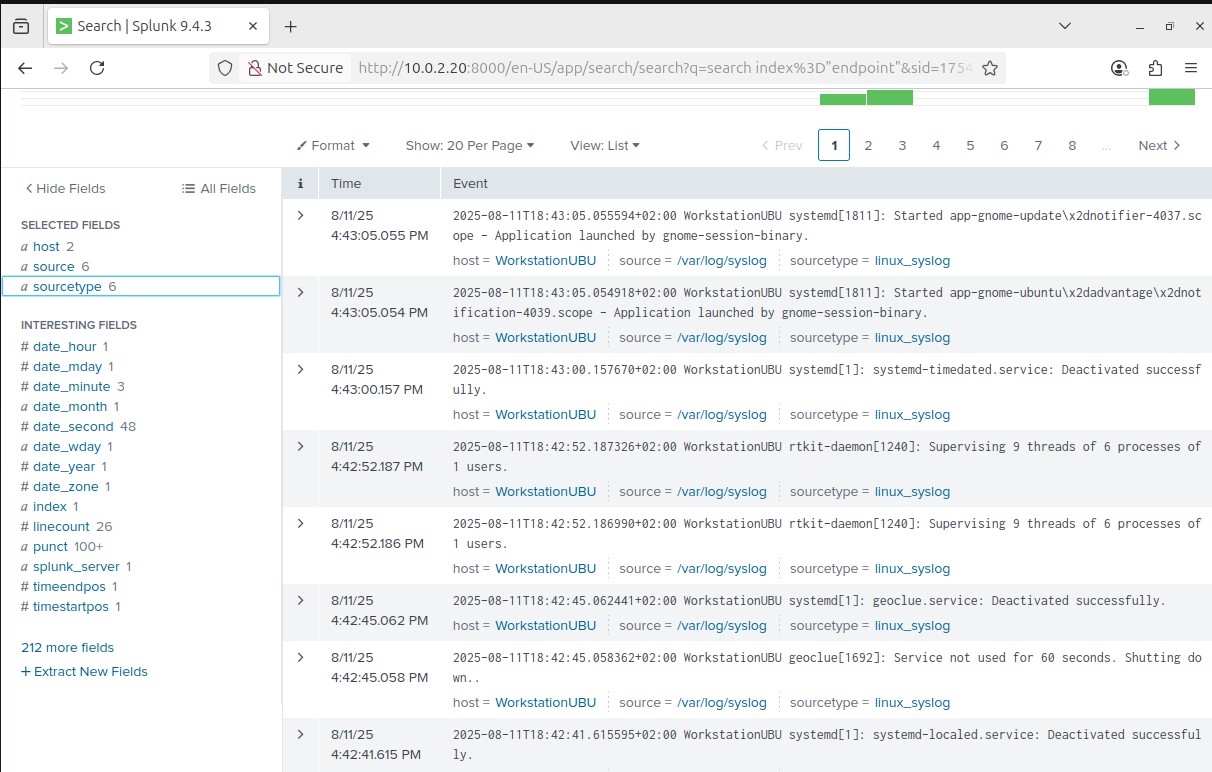 Search | Splunk 9.4.3
Not Secure http://10.0.2.20:8000/en-US/app/search/search?q=search index%3D"endpoint"&sid=1754
Format Show: 20 Per Page View: List Prev 1 2 3 4 5 6 7 8 ... Next
Hide Fields All Fields
SELECTED FIELDS
a host 2
a source 6
a sourcetype 6
INTERESTING FIELDS
# date_hour 1
# date_mday 1
# date_minute 3
a date_month 1
# date_second 48
a date_wday 1
# date_year 1
# date_zone 1
a index 1
# linecount 26
a punct 100+
a splunk_server 1
# timeendpos 1
# timestartpos 1
212 more fields
+ Extract New Fields
i Time Event
8/11/25 2025-08-11T18:43:05.055594+02:00 WorkstationUBU systemd[1811]: Started app-gnome-update\x2dnotifier-4037.sc
4:43:05.055 PM ope - Application launched by gnome-session-binary.
host = WorkstationUBU source = /var/log/syslog sourcetype = linux_syslog
8/11/25 2025-08-11T18:43:05.054918+02:00 WorkstationUBU systemd[1811]: Started app-gnome-ubuntu\x2dadvantage\x2dnot
4:43:05.054 PM ification-4039.scope - Application launched by gnome-session-binary.
host = WorkstationUBU source = /var/log/syslog sourcetype = linux_syslog
8/11/25 2025-08-11T18:43:00.157670+02:00 WorkstationUBU systemd[1]: systemd-timedated.service: Deactivated successf
4:43:00.157 PM ully.
host = WorkstationUBU source = /var/log/syslog sourcetype = linux_syslog
8/11/25 2025-08-11T18:42:52.187326+02:00 WorkstationUBU rtkit-daemon[1240]: Supervising 9 threads of 6 processes of
4:42:52.187 PM 1 users.
host = WorkstationUBU source = /var/log/syslog sourcetype = linux_syslog
8/11/25 2025-08-11T18:42:52.186990+02:00 WorkstationUBU rtkit-daemon[1240]: Supervising 9 threads of 6 processes of
4:42:52.186 PM 1 users.
host = WorkstationUBU source = /var/log/syslog sourcetype = linux_syslog
8/11/25 2025-08-11T18:42:45.062441+02:00 WorkstationUBU systemd[1]: geoclue.service: Deactivated successfully.
4:42:45.062 PM host = WorkstationUBU source = /var/log/syslog sourcetype = linux_syslog
8/11/25 2025-08-11T18:42:45.058362+02:00 WorkstationUBU geoclue[1692]: Service not used for 60 seconds. Shutting do
4:42:45.058 PM wn..
host = WorkstationUBU source = /var/log/syslog sourcetype = linux_syslog
8/11/25 2025-08-11T18:42:41.615595+02:00 WorkstationUBU systemd[1]: systemd-localed.service: Deactivated successful
4:42:41.615 PM ly.